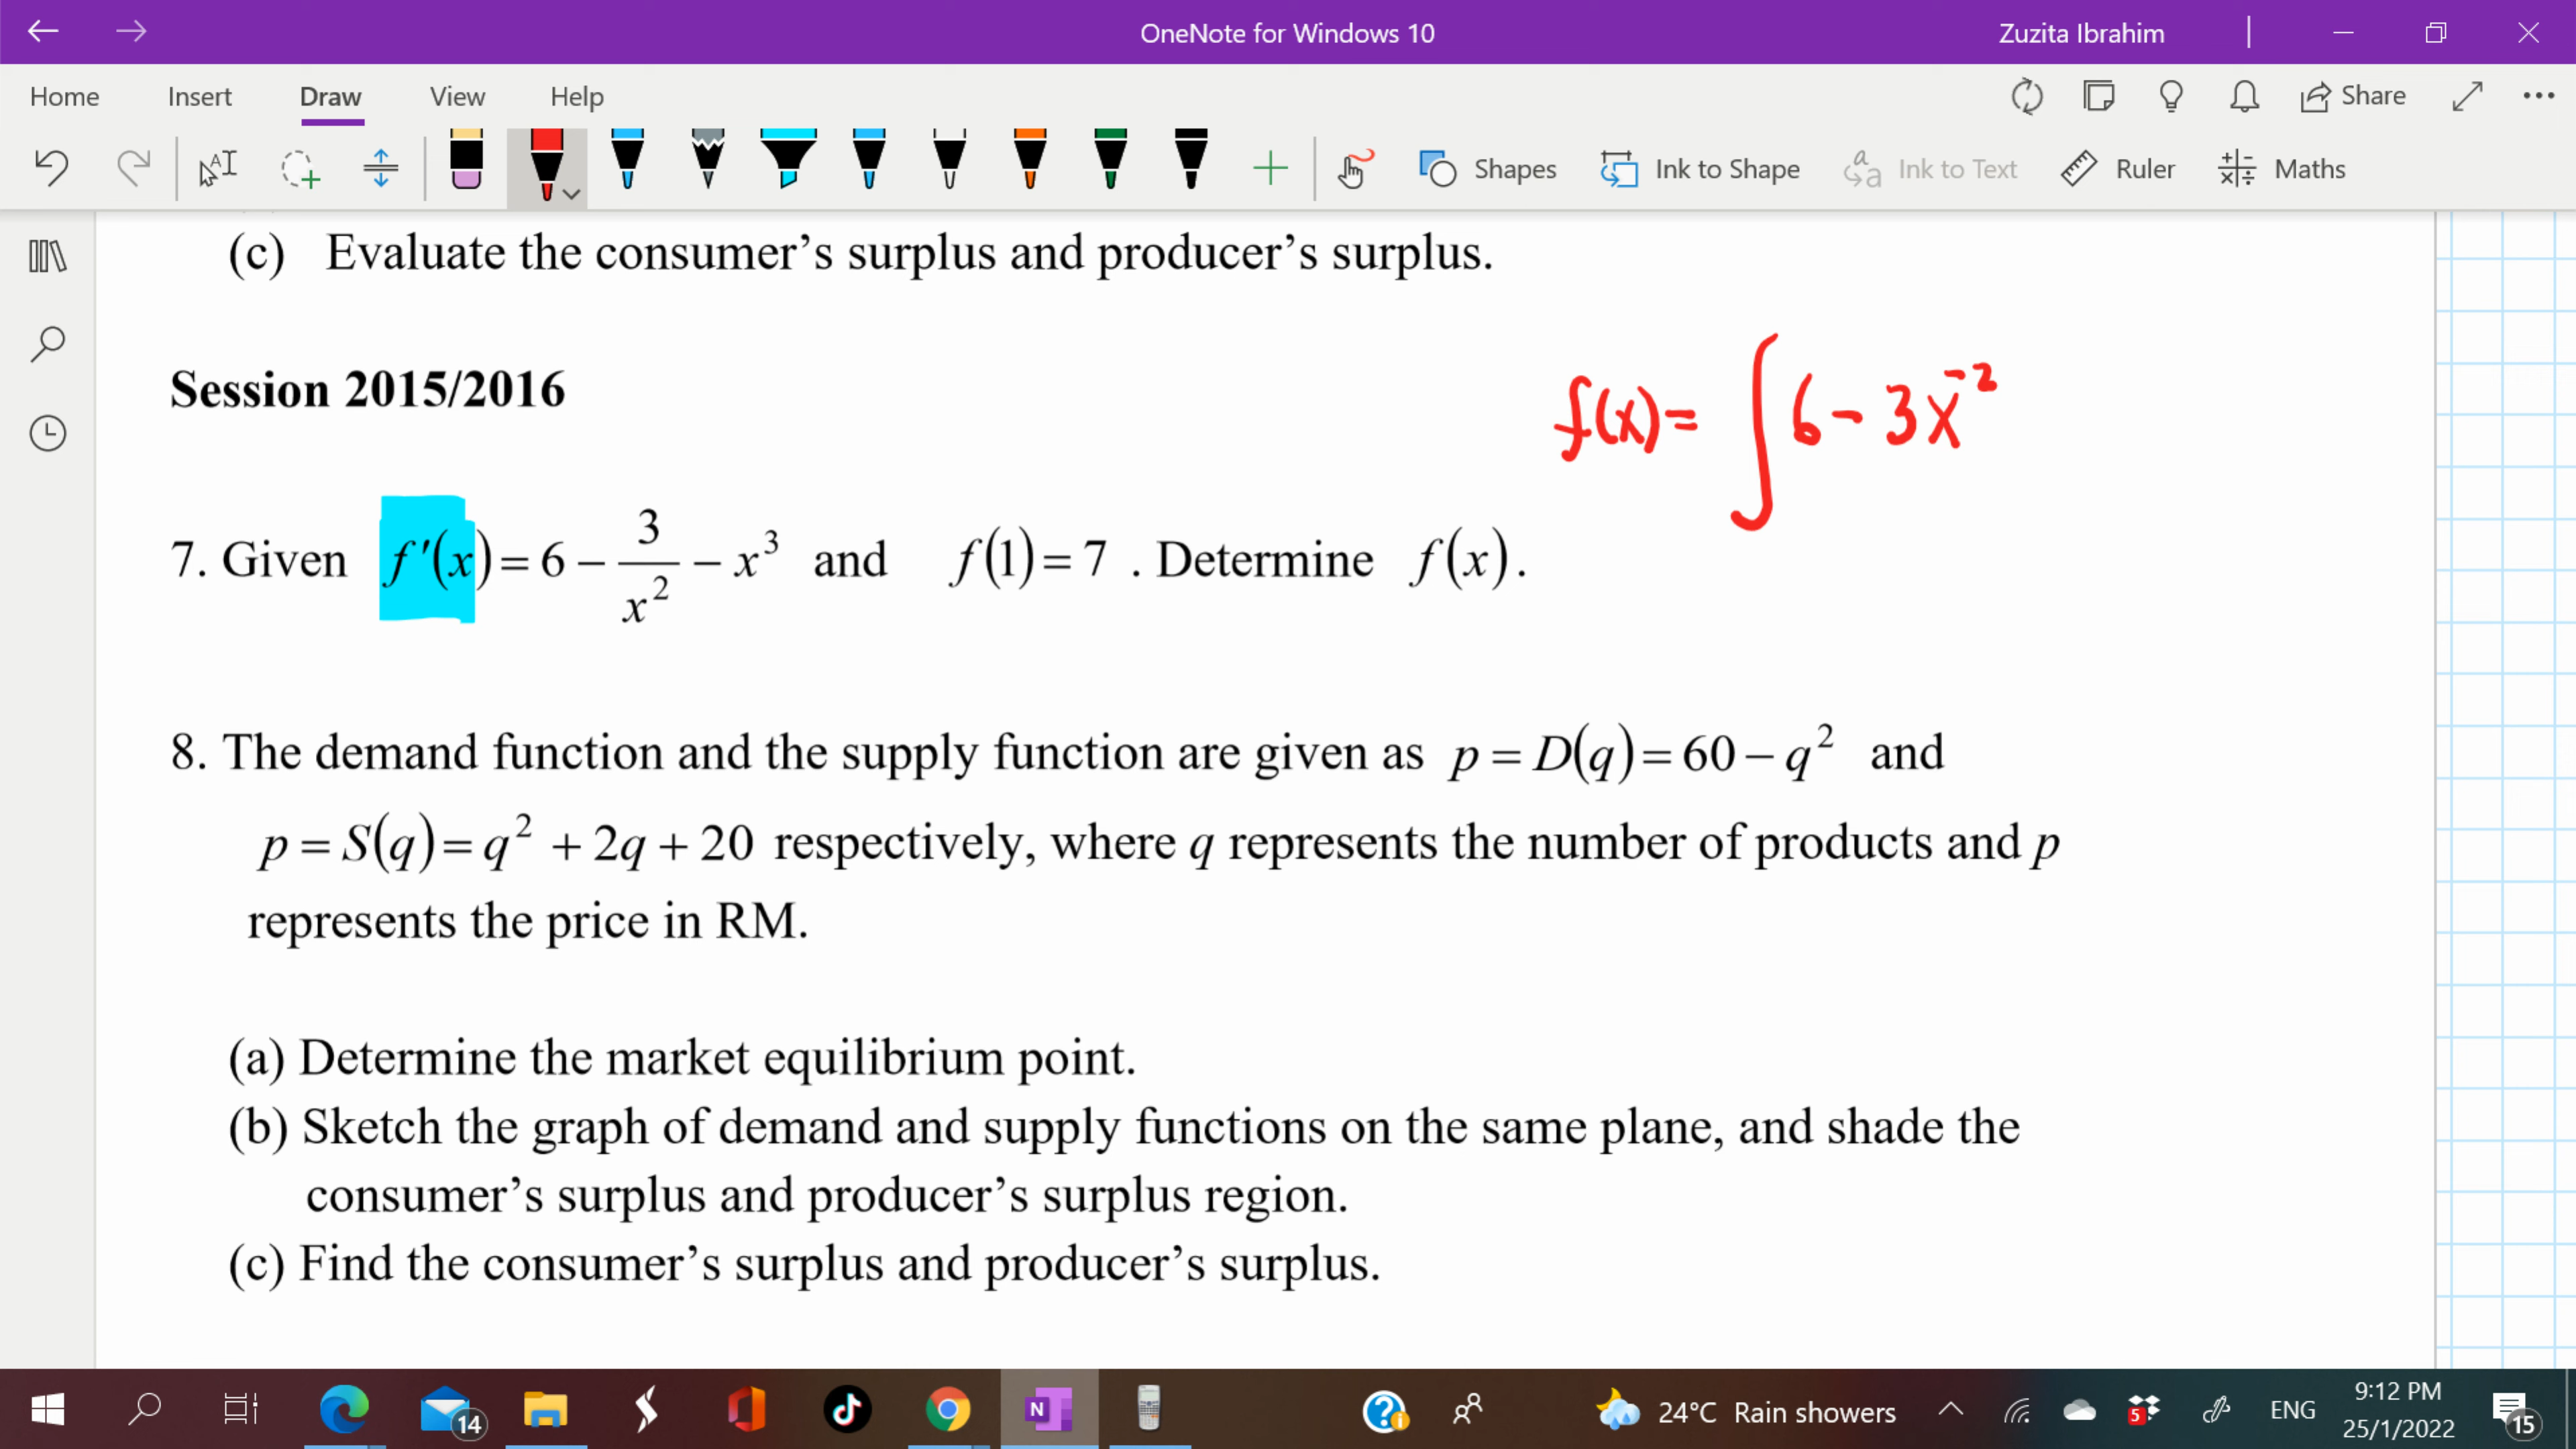 OneNote for Windows 10
Zuzita Ibrahim
Home Insert Draw View Help
Share
Shapes Ink to Shape Ink to Text Ruler Maths
(c) Evaluate the consumer’s surplus and producer’s surplus.
Session 2015/2016
f(x) = ∫ 6 - 3x⁻²
7. Given f′(x) = 6 − 3/x² − x³ and f(1) = 7 . Determine f(x).
8. The demand function and the supply function are given as p = D(q) = 60 − q² and
p = S(q) = q² + 2q + 20 respectively, where q represents the number of products and p
represents the price in RM.
(a) Determine the market equilibrium point.
(b) Sketch the graph of demand and supply functions on the same plane, and shade the
consumer’s surplus and producer’s surplus region.
(c) Find the consumer’s surplus and producer’s surplus.
14
N
24°C Rain showers
5
ENG
9:12 PM
25/1/2022
15